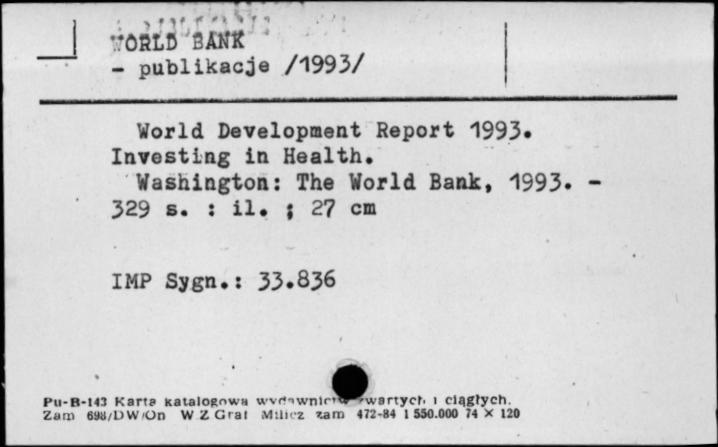 WORLD BANK
- publikacje /1993/
World Development Report 1993.
Investing in Health.
Washington: The World Bank, 1993. -
329 s. : il. ; 27 cm
IMP Sygn.: 33.836
Pu-B-143 Karta katalogowa wydawnictw zwartych i ciągłych.
Zam 698/DW/On W Z Graf Milicz zam 472-84 1 550.000 74 × 120